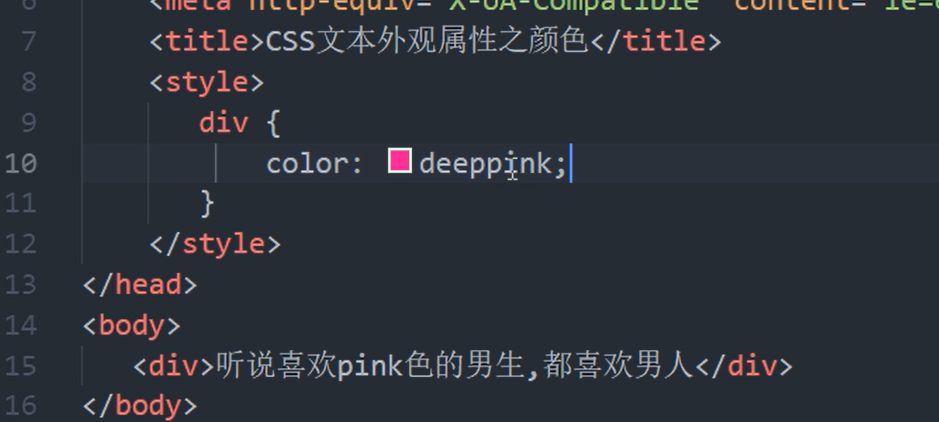 6 <meta http-equiv="X-UA-Compatible" content="ie=
7 <title>CSS文本外观属性之颜色</title>
8 <style>
9 div {
10 color: deeppink;
11 }
12 </style>
13 </head>
14 <body>
15 <div>听说喜欢pink色的男生,都喜欢男人</div>
16 </body>